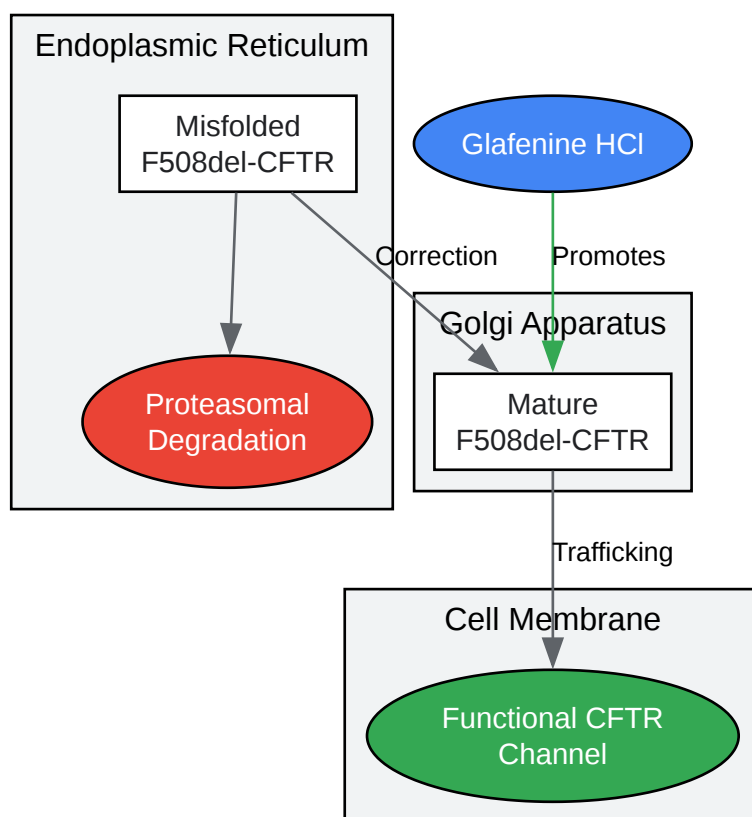 Endoplasmic Reticulum
Misfolded
F508del-CFTR
Glafenine HCl
Correction
Promotes
Golgi Apparatus
Proteasomal
Degradation
Mature
F508del-CFTR
Trafficking
Cell Membrane
Functional CFTR
Channel